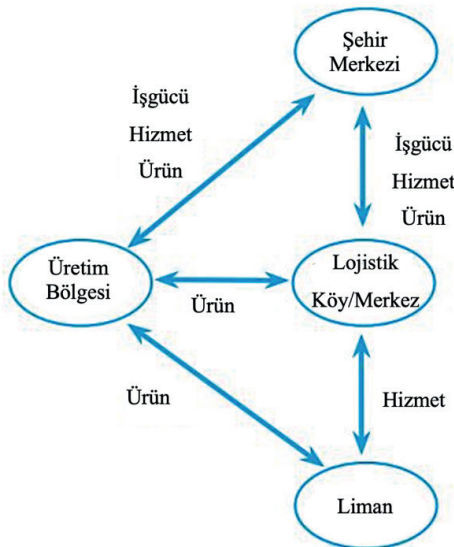 Şehir
Merkezi
İşgücü
Hizmet
Ürün
İşgücü
Hizmet
Ürün
Üretim
Bölgesi
Ürün
Lojistik
Köy/Merkez
Ürün
Hizmet
Liman